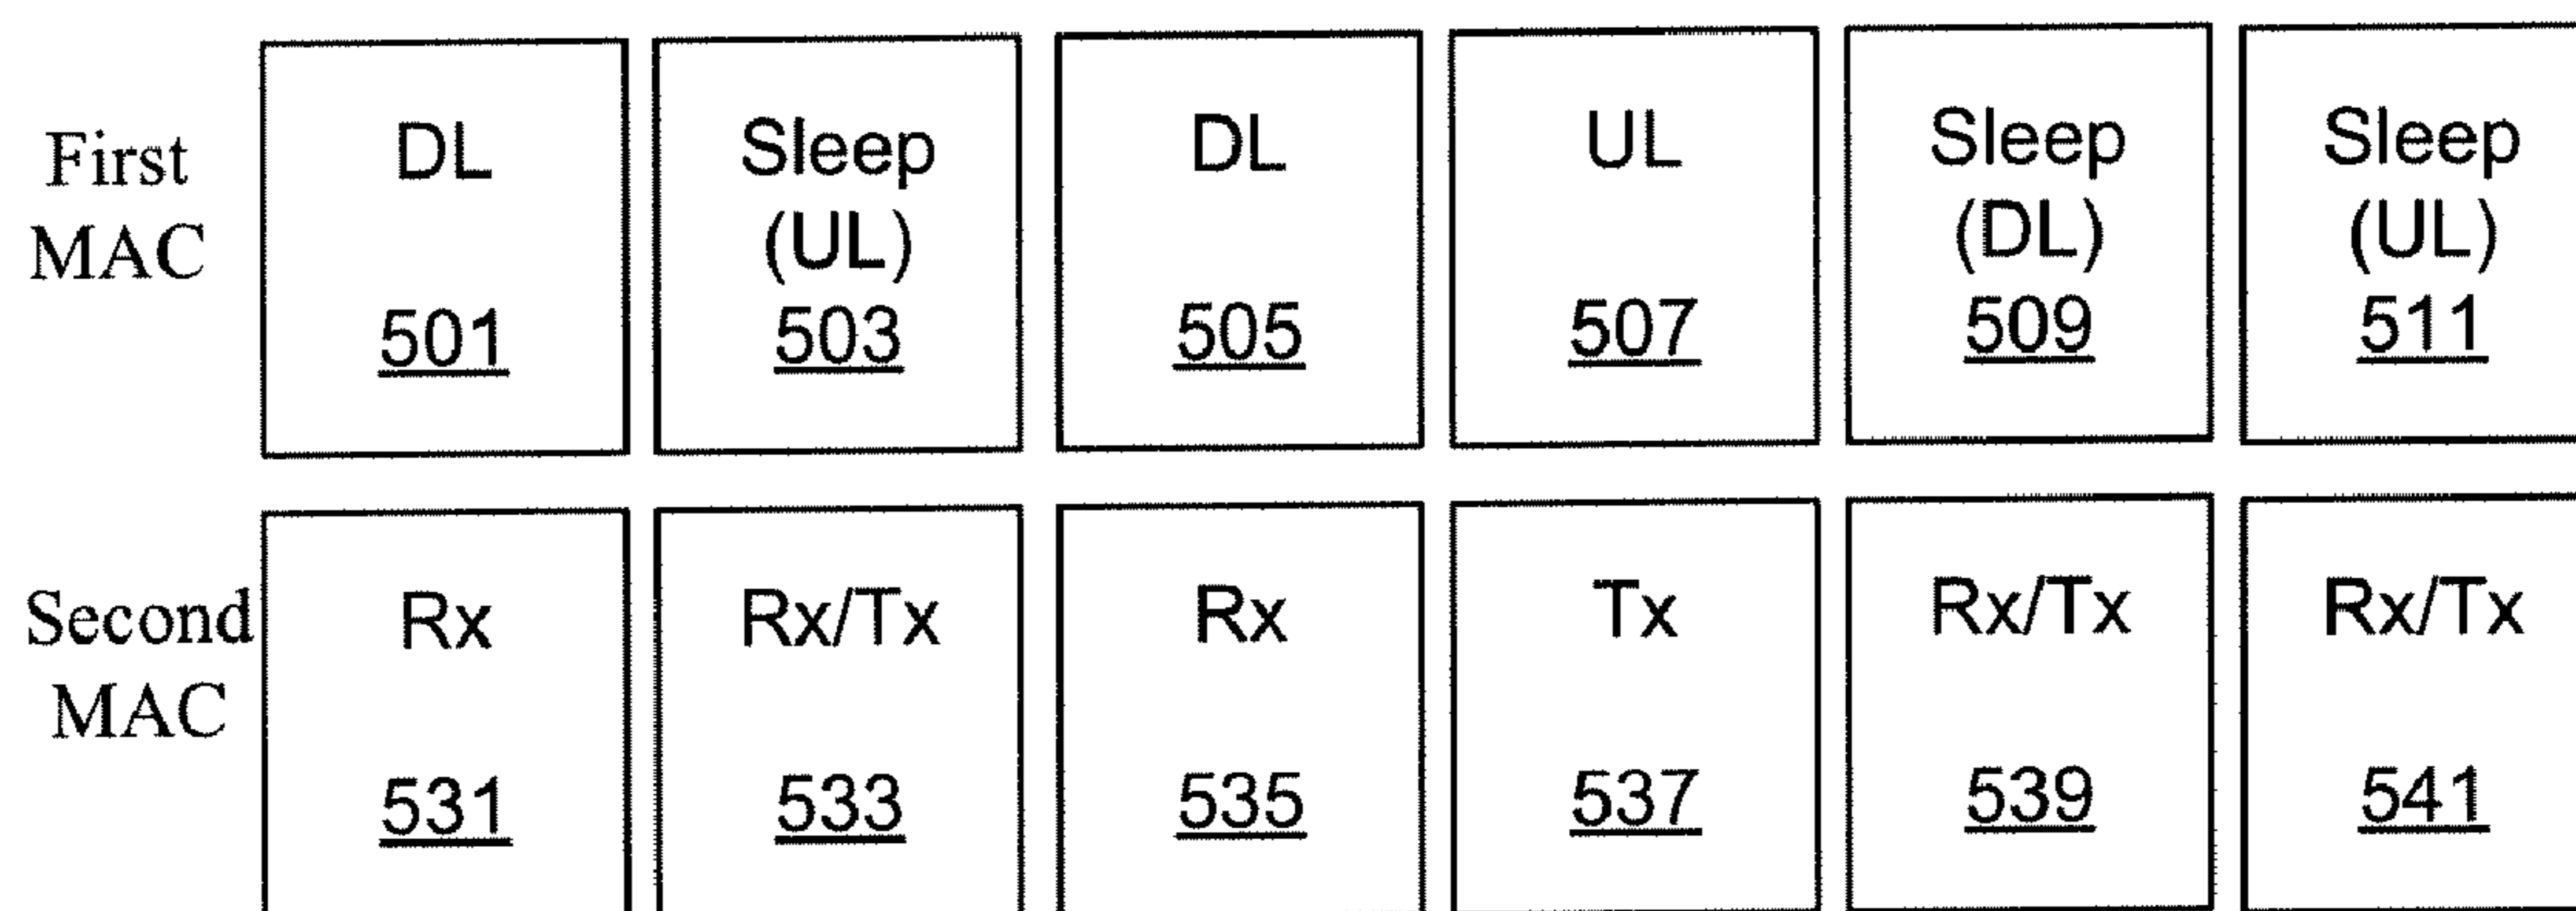 First
MAC
DL
501
Sleep
(UL)
503
DL
505
UL
507
Sleep
(DL)
509
Sleep
(UL)
511
Second
MAC
Rx
531
Rx/Tx
533
Rx
535
Tx
537
Rx/Tx
539
Rx/Tx
541